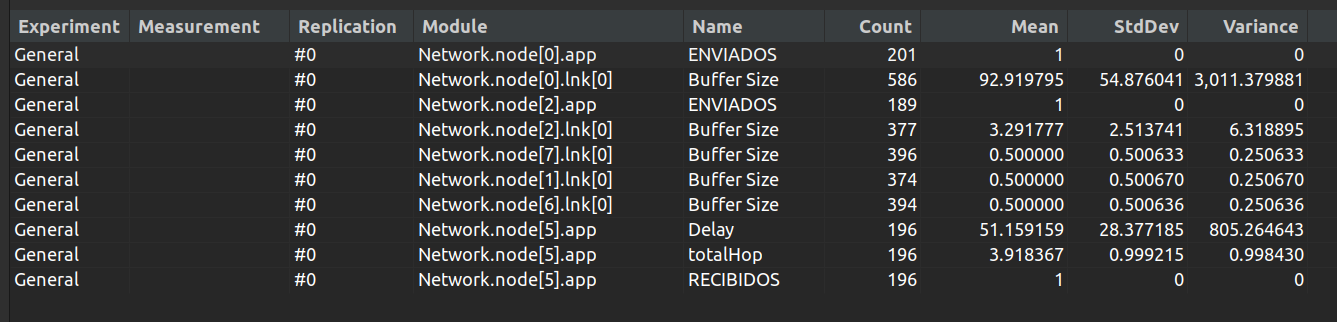 Experiment Measurement Replication Module Name Count Mean StdDev Variance
General #0 Network.node[0].app ENVIADOS 201 1 0 0
General #0 Network.node[0].lnk[0] Buffer Size 586 92.919795 54.876041 3,011.379881
General #0 Network.node[2].app ENVIADOS 189 1 0 0
General #0 Network.node[2].lnk[0] Buffer Size 377 3.291777 2.513741 6.318895
General #0 Network.node[7].lnk[0] Buffer Size 396 0.500000 0.500633 0.250633
General #0 Network.node[1].lnk[0] Buffer Size 374 0.500000 0.500670 0.250670
General #0 Network.node[6].lnk[0] Buffer Size 394 0.500000 0.500636 0.250636
General #0 Network.node[5].app Delay 196 51.159159 28.377185 805.264643
General #0 Network.node[5].app totalHop 196 3.918367 0.999215 0.998430
General #0 Network.node[5].app RECIBIDOS 196 1 0 0